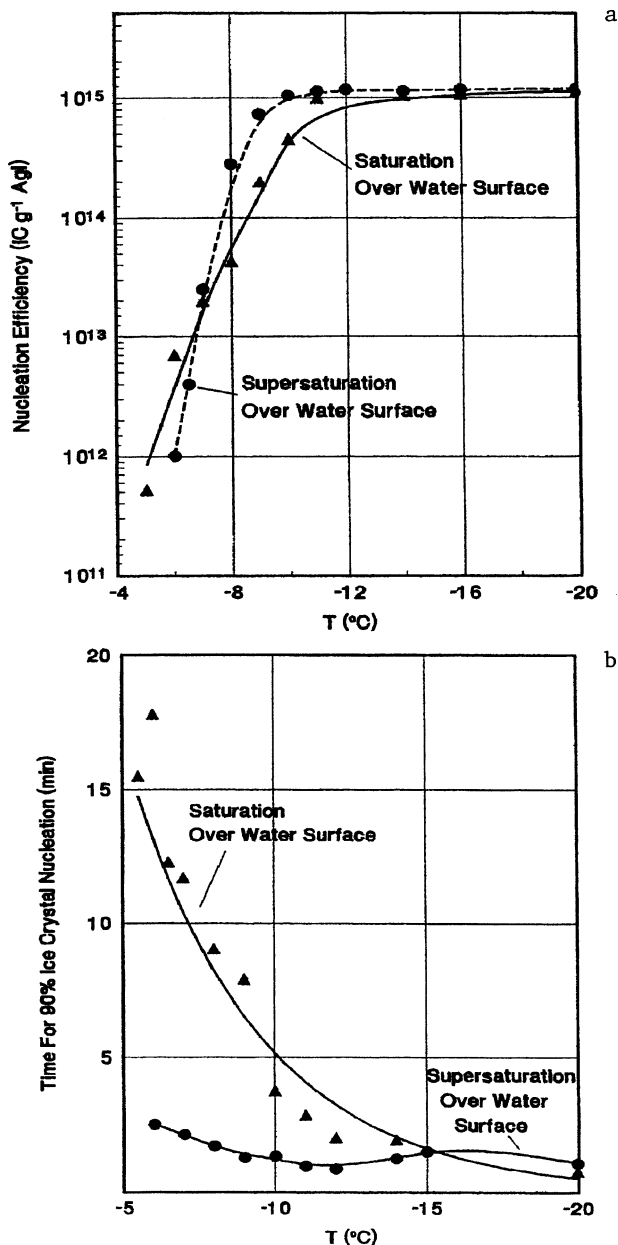 a
Nucleation Efficiency (IC g⁻¹ AgI)
10¹⁵
10¹⁴
10¹³
10¹²
10¹¹
Saturation
Over Water Surface
Supersaturation
Over Water Surface
-4
-8
-12
-16
-20
T (°C)
b
Time For 90% Ice Crystal Nucleation (min)
20
15
10
5
Saturation
Over Water Surface
Supersaturation
Over Water
Surface
-5
-10
-15
-20
T (°C)